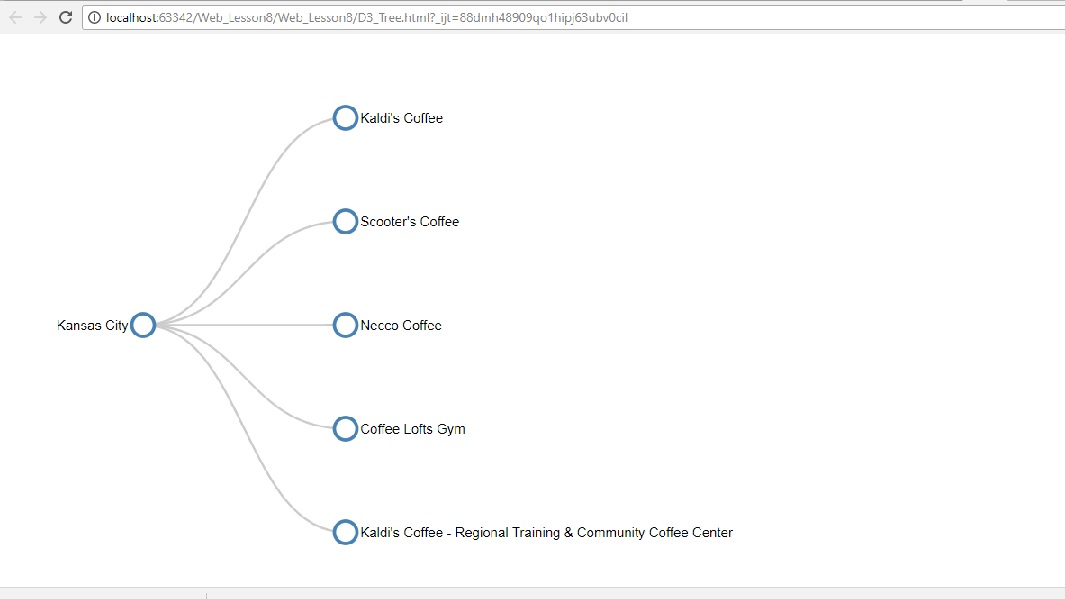 localhost:63342/Web_Lesson8/Web_Lesson8/D3_Tree.html?_ijt=88dmh48909qo1hipj63ubv0cil
Kaldi's Coffee
Scooter's Coffee
Kansas City
Necco Coffee
Coffee Lofts Gym
Kaldi's Coffee - Regional Training & Community Coffee Center